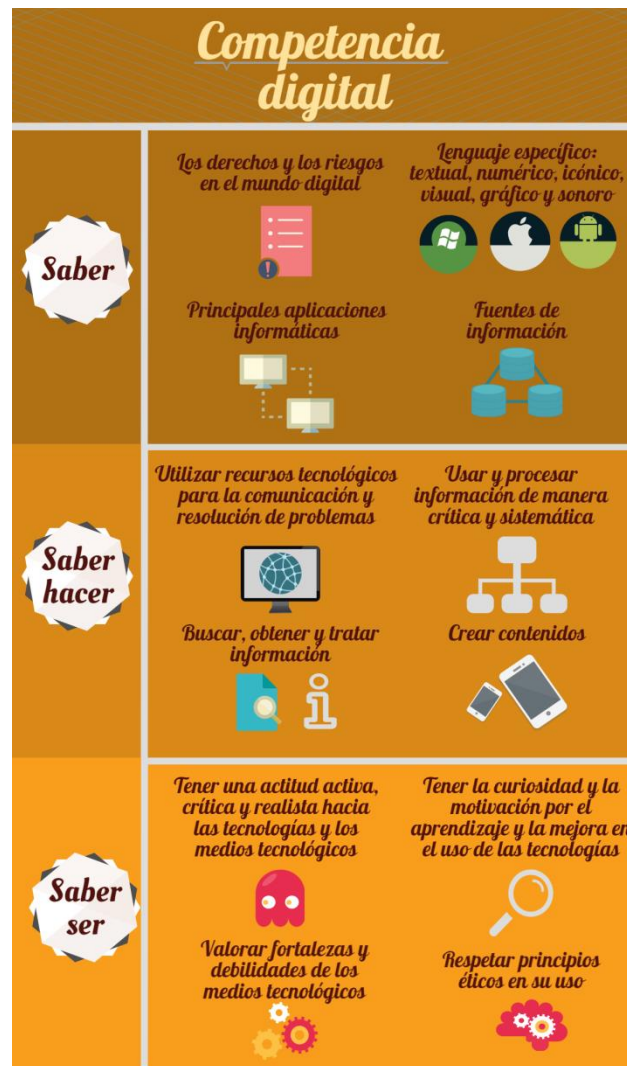 Competencia
digital
Saber
Los derechos y los riesgos
en el mundo digital
Lenguaje específico:
textual, numérico, icónico,
visual, gráfico y sonoro
Principales aplicaciones
informáticas
Fuentes de
información
Saber
hacer
Utilizar recursos tecnológicos
para la comunicación y
resolución de problemas
Usar y procesar
información de manera
crítica y sistemática
Buscar, obtener y tratar
información
Crear contenidos
Saber
ser
Tener una actitud activa,
crítica y realista hacia
las tecnologías y los
medios tecnológicos
Tener la curiosidad y la
motivación por el
aprendizaje y la mejora en
el uso de las tecnologías
Valorar fortalezas y
debilidades de los
medios tecnológicos
Respetar principios
éticos en su uso